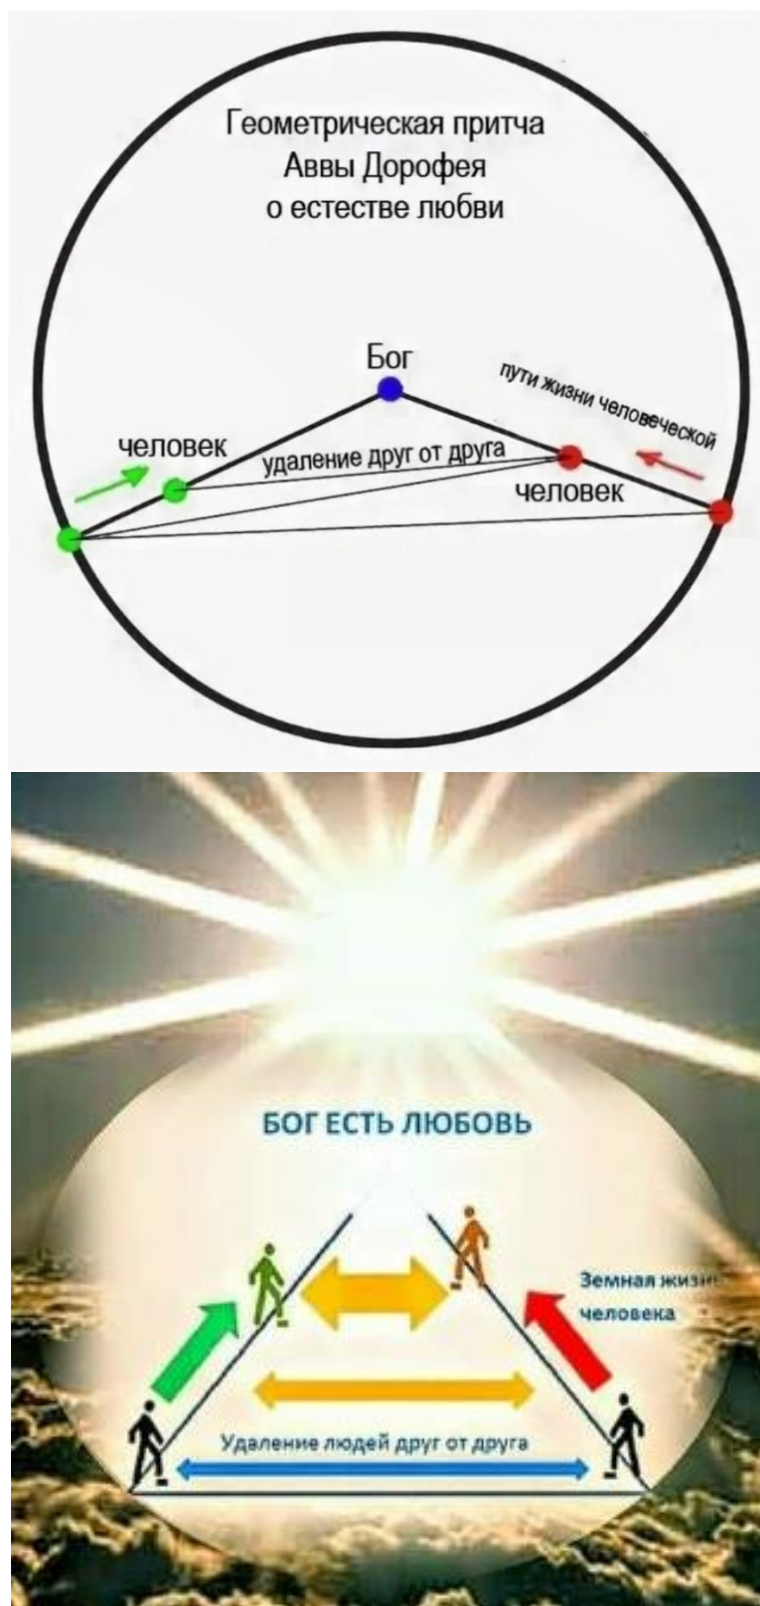 Геометрическая притча
Аввы Дорофея
о естестве любви
Бог
пути жизни человеческой
человек
удаление друг от друга
человек
БОГ ЕСТЬ ЛЮБОВЬ
Земная жизнь
человека
Удаление людей друг от друга